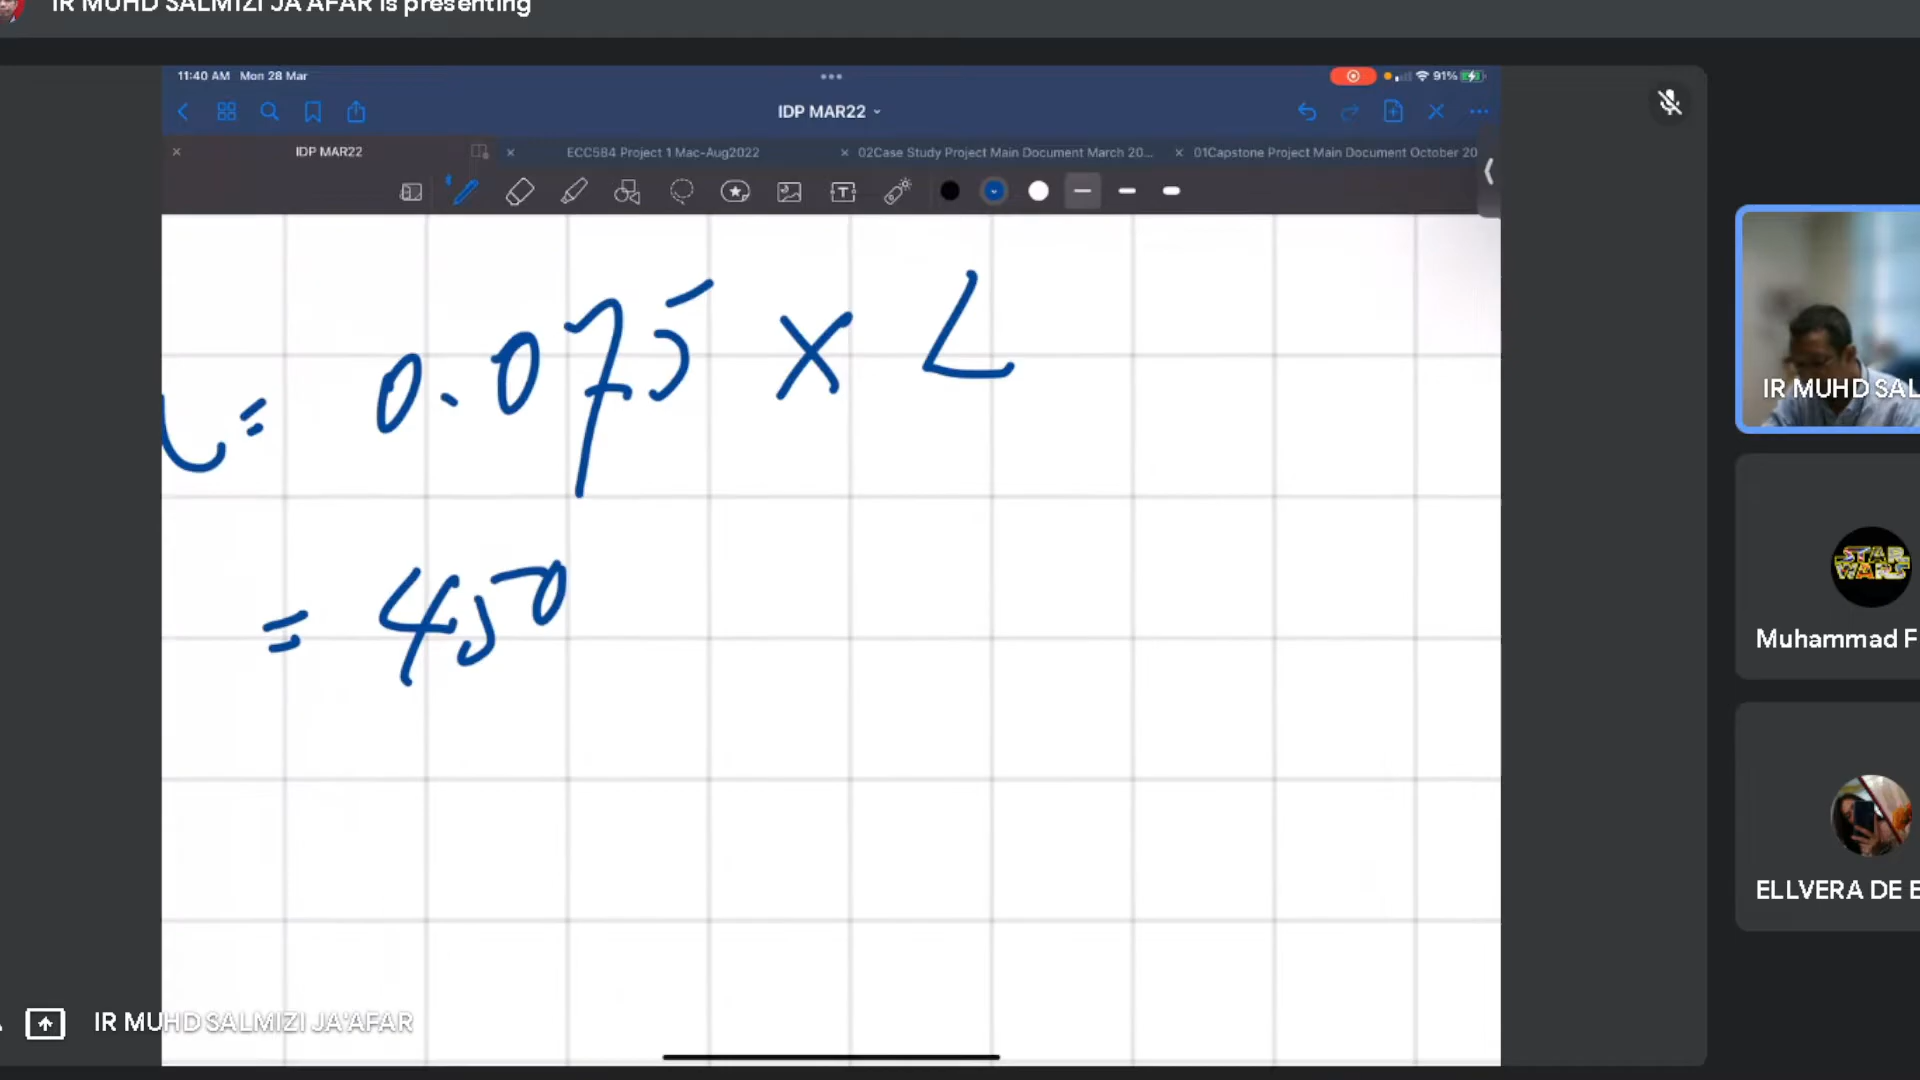 IR MUHD SALMIZI JA'AFAR is presenting
11:40 AM Mon 28 Mar
91%
IDP MAR22
IDP MAR22
ECC584 Project 1 Mac-Aug2022
02Case Study Project Main Document March 20...
01Capstone Project Main Document October 20
= 0.075 x L
= 450
IR MUHD SAL
STAR WARS
Muhammad F
ELLVERA DE
IR MUHD SALMIZI JA'AFAR